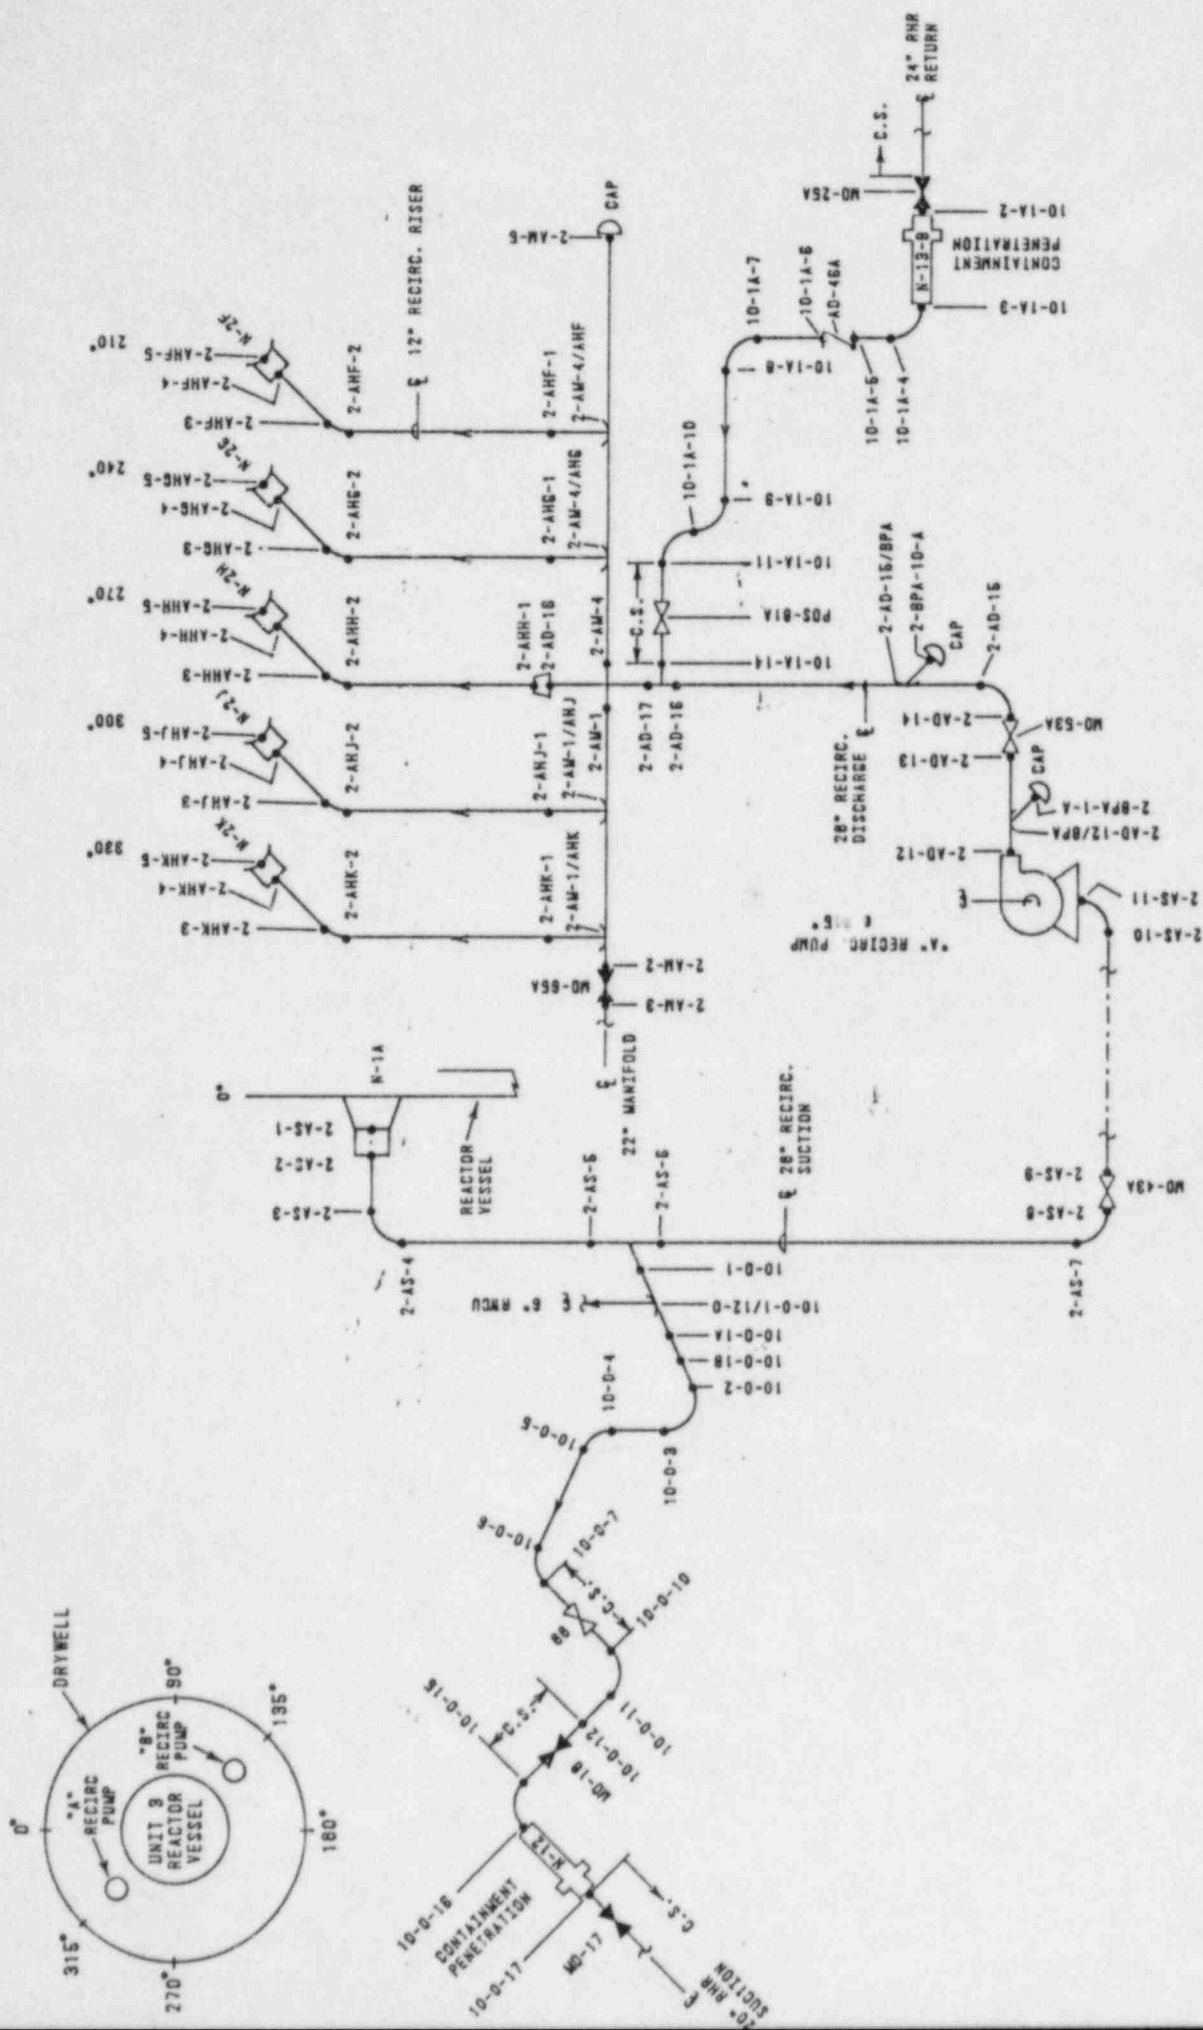 0°
315°
270°
180°
135°
90°
DRYWELL
"A"
RECIRC
PUMP
"B"
RECIRC
PUMP
UNIT 3
REACTOR
VESSEL
10-0-16
CONTAINMENT
PENETRATION
10-0-17
N-12
MO-17
C.S.
20" RHR
SUCTION
10-0-15
C.S.
MO-18
10-0-12
10-0-11
10-0-10
C.S.
88
10-0-7
10-0-6
10-0-5
10-0-4
10-0-3
10-0-2
10-0-1B
10-0-1A
10-0-1/12-0
10-0-1
6" RWCU
2-AS-4
2-AS-3
2-AS-1
0°
N-1A
REACTOR
VESSEL
2-AS-5
2-AS-6
28" RECIRC.
SUCTION
2-AS-7
2-AS-8
MO-43A
2-AS-9
2-AS-10
2-AS-11
"A" RECIRC. PUMP
2-AD-12
2-AD-12/BPA
2-BPA-1-A
CAP
2-AD-13
MO-53A
2-AD-14
2-AD-15
CAP
2-BPA-10-A
2-AD-15/BPA
28" RECIRC.
DISCHARGE
2-AD-16
2-AD-17
22" MANIFOLD
2-AM-3
MO-66A
2-AM-2
2-AM-1/AHK
2-AHK-1
2-AHK-2
2-AHK-3
2-AHK-4
2-AHK-5
N-2K
330°
2-AM-1
2-AM-1/AHJ
2-AHJ-1
2-AHJ-2
2-AHJ-3
2-AHJ-4
2-AHJ-5
N-2J
300°
2-AM-4
2-AD-18
2-AHH-1
2-AHH-2
2-AHH-3
2-AHH-4
2-AHH-5
N-2H
270°
2-AM-4/AHG
2-AHG-1
2-AHG-2
2-AHG-3
2-AHG-4
2-AHG-5
N-2G
240°
2-AM-4/AHF
2-AHF-1
2-AHF-2
2-AHF-3
2-AHF-4
2-AHF-5
N-2F
210°
12" RECIRC. RISER
2-AM-6
CAP
10-1A-14
POS-81A
C.S.
10-1A-11
10-1A-10
10-1A-9
10-1A-8
10-1A-7
10-1A-6
AO-46A
10-1A-5
10-1A-4
10-1A-3
CONTAINMENT
PENETRATION
N-13-B
10-1A-2
MO-25A
C.S.
24" RHR
RETURN